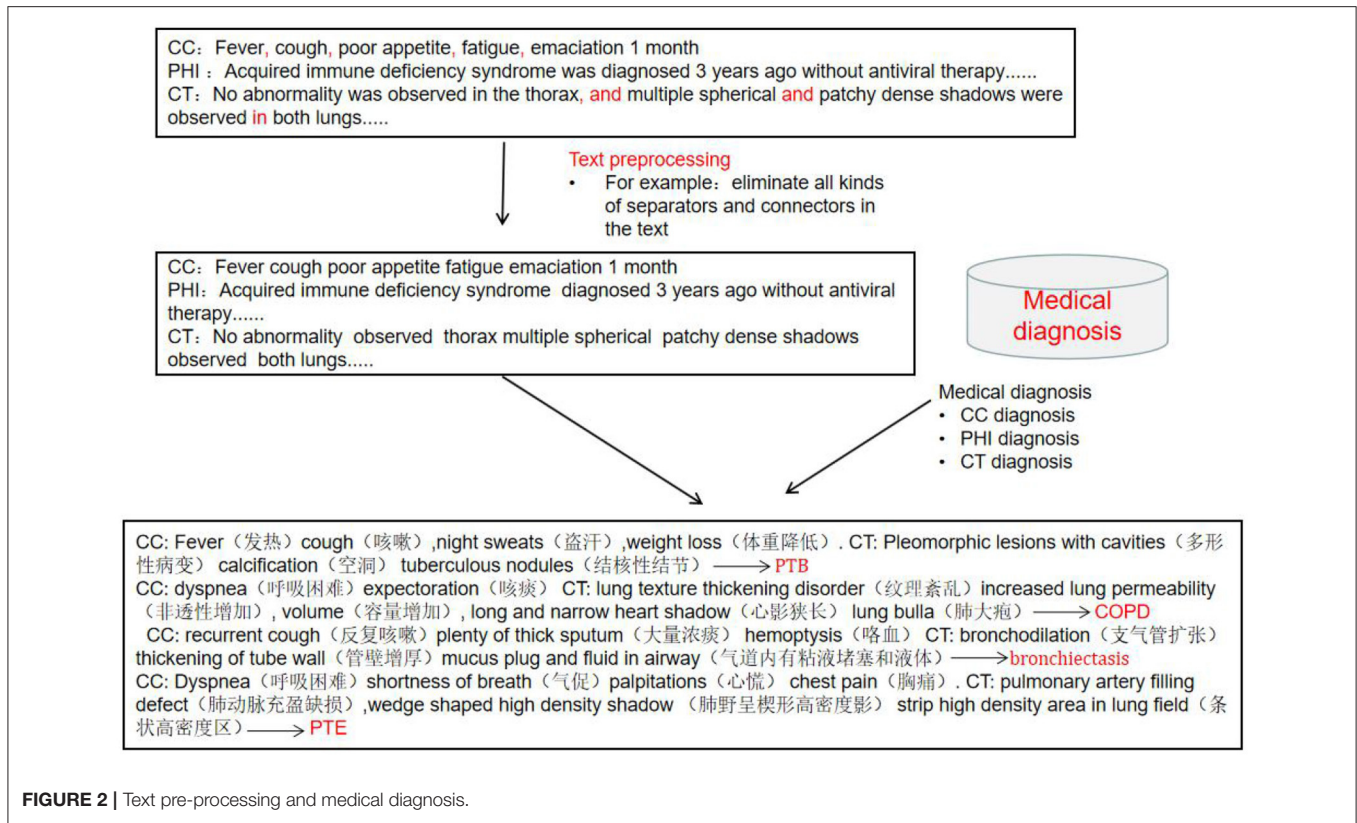 CC：Fever, cough, poor appetite, fatigue, emaciation 1 month
PHI：Acquired immune deficiency syndrome was diagnosed 3 years ago without antiviral therapy......
CT：No abnormality was observed in the thorax, and multiple spherical and patchy dense shadows were
observed in both lungs.....
Text preprocessing
• For example：eliminate all kinds
of separators and connectors in
the text
CC：Fever cough poor appetite fatigue emaciation 1 month
PHI：Acquired immune deficiency syndrome diagnosed 3 years ago without antiviral
therapy......
CT：No abnormality observed thorax multiple spherical patchy dense shadows
observed both lungs.....
Medical
diagnosis
Medical diagnosis
• CC diagnosis
• PHI diagnosis
• CT diagnosis
CC: Fever（发热）cough（咳嗽）,night sweats（盗汗）,weight loss（体重降低）. CT: Pleomorphic lesions with cavities（多形
性病变）calcification（空洞）tuberculous nodules（结核性结节）⟶PTB
CC: dyspnea（呼吸困难）expectoration（咳痰）CT: lung texture thickening disorder（纹理紊乱）increased lung permeability
（非透性增加）, volume（容量增加）, long and narrow heart shadow（心影狭长）lung bulla（肺大疱）⟶COPD
CC: recurrent cough（反复咳嗽）plenty of thick sputum（大量浓痰）hemoptysis（咯血）CT: bronchodilation（支气管扩张）
thickening of tube wall（管壁增厚）mucus plug and fluid in airway（气道内有粘液堵塞和液体）⟶bronchiectasis
CC: Dyspnea（呼吸困难）shortness of breath（气促）palpitations（心慌）chest pain（胸痛）. CT: pulmonary artery filling
defect（肺动脉充盈缺损）,wedge shaped high density shadow （肺野呈楔形高密度影）strip high density area in lung field（条
状高密度区）⟶PTE
FIGURE 2 | Text pre-processing and medical diagnosis.